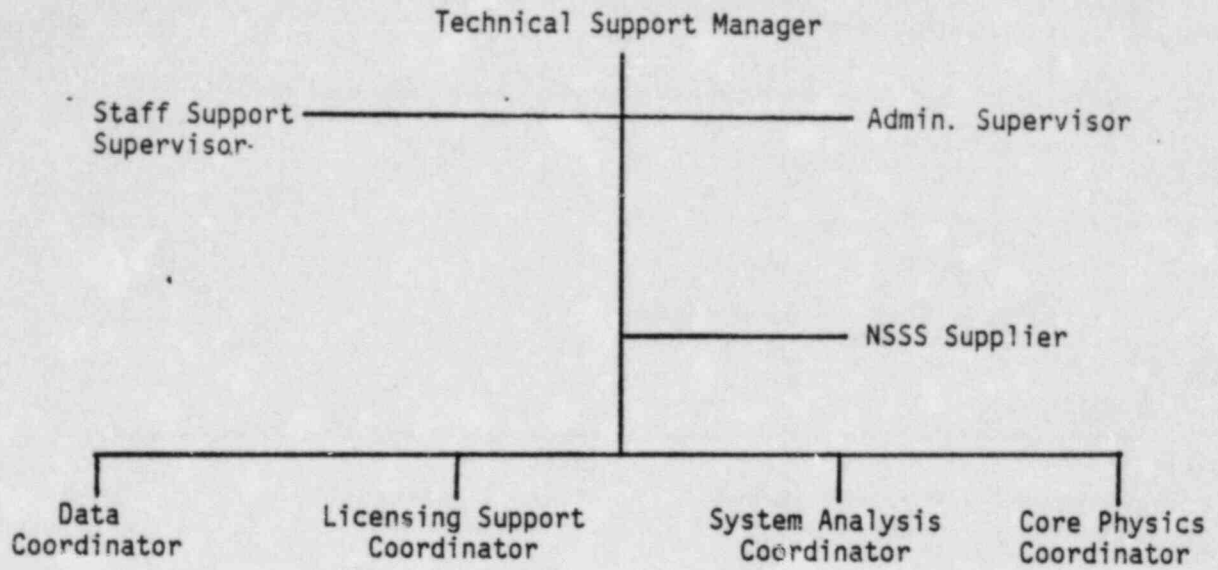 Technical Support Manager
Staff Support
Supervisor
Admin. Supervisor
NSSS Supplier
Data
Coordinator
Licensing Support
Coordinator
System Analysis
Coordinator
Core Physics
Coordinator